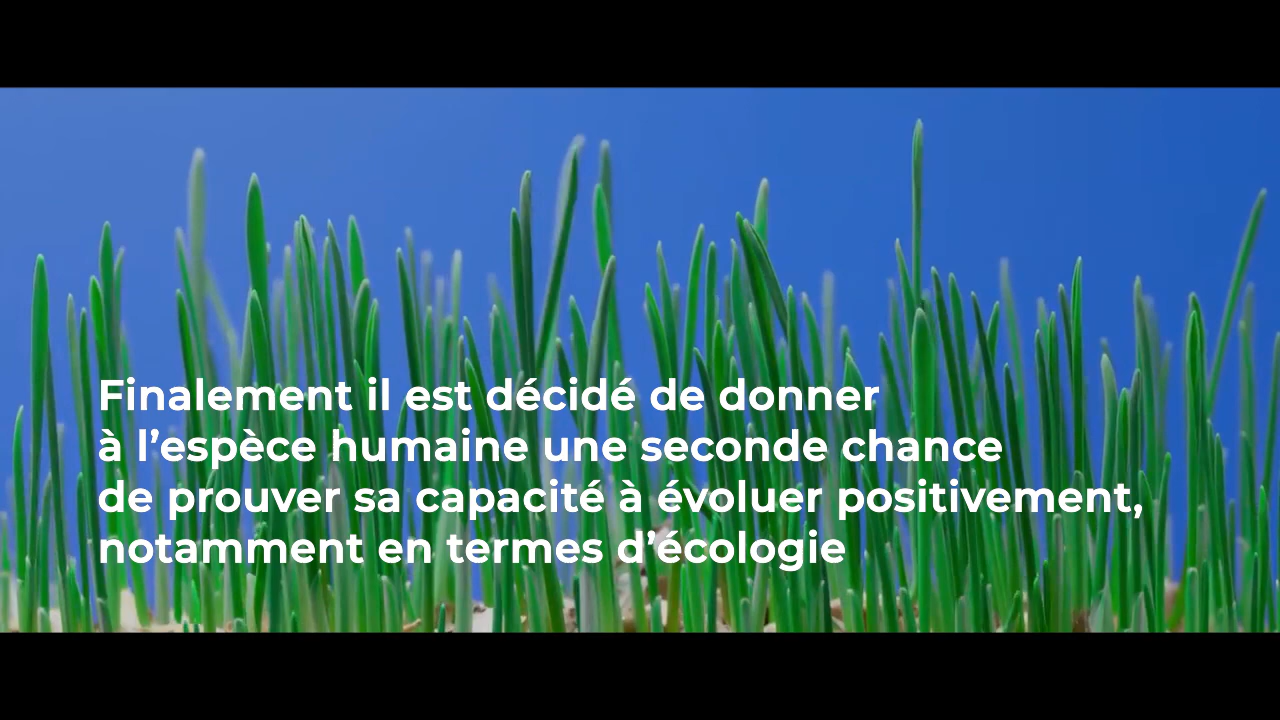 Finalement il est décidé de donner
à l’espèce humaine une seconde chance
de prouver sa capacité à évoluer positivement,
notamment en termes d’écologie